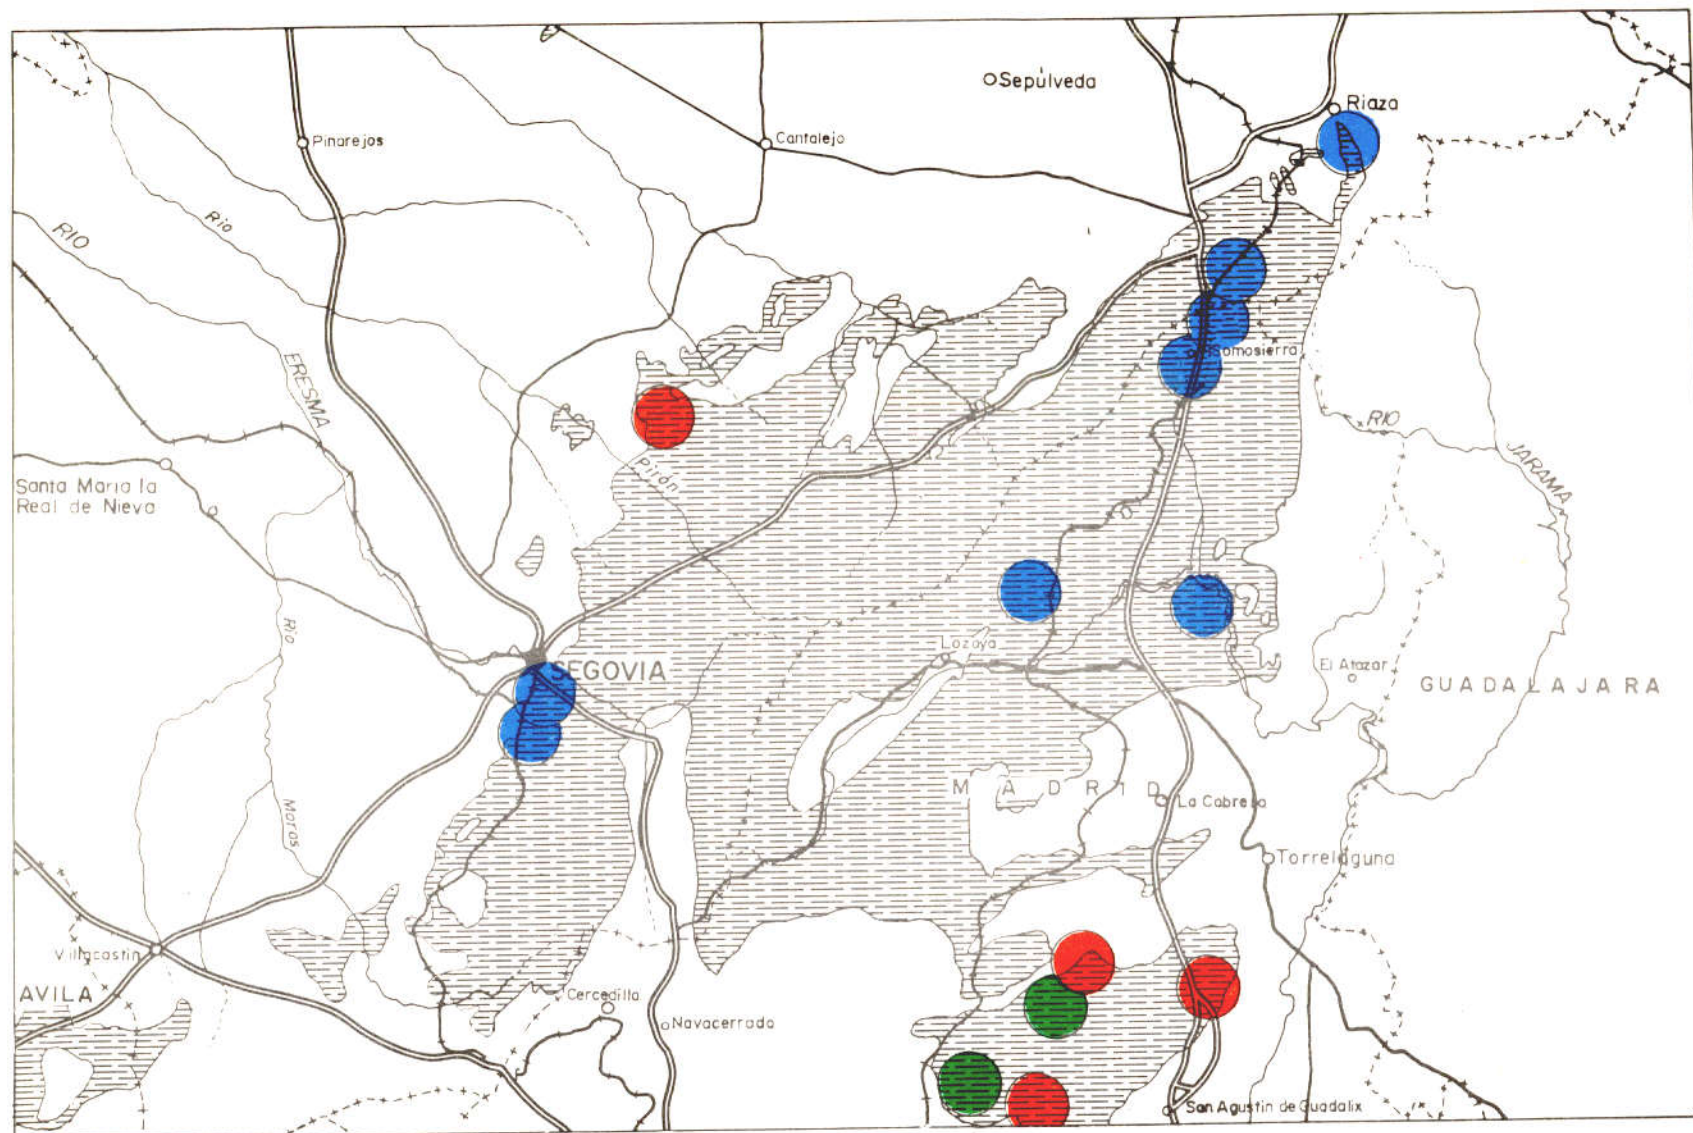 Sepúlveda
Riaza
Pinarejos
Cantalejo
Rio
RIO
Somosierra
ERESMA
RIO
JARAMA
Pirón
Santa Maria la
Real de Nieva
Rio
Lozoya
SEGOVIA
El Atazar
GUADALAJARA
MADRID
La Cabrera
Moros
Torrelaguna
Villacastin
AVILA
Cercedilla
Navacerrada
San Agustin de Guadalix